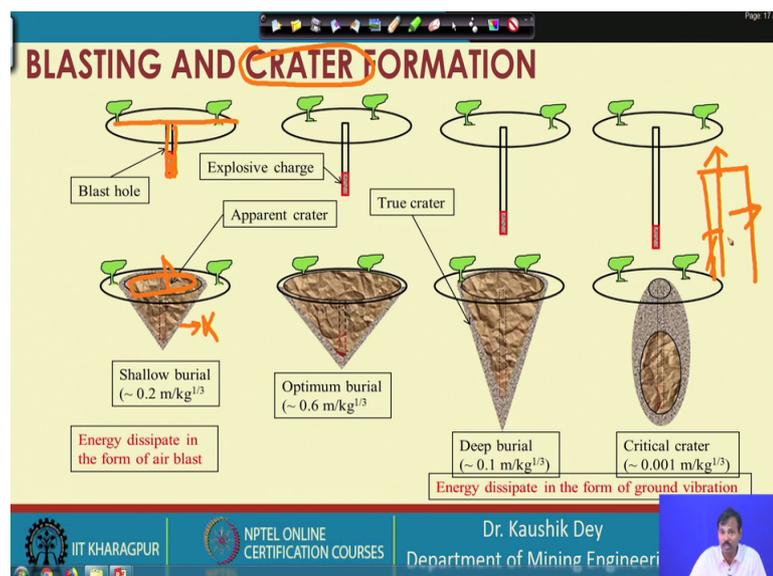 Page: 17
BLASTING AND CRATER FORMATION
Blast hole
Explosive charge
Apparent crater
True crater
K
Shallow burial
(~ 0.2 m/kg1/3
Optimum burial
(~ 0.6 m/kg1/3
Deep burial
(~ 0.1 m/kg1/3)
Critical crater
(~ 0.001 m/kg1/3)
Energy dissipate in
the form of air blast
Energy dissipate in the form of ground vibration
IIT KHARAGPUR
NPTEL ONLINE
CERTIFICATION COURSES
Dr. Kaushik Dey
Department of Mining Engineeri